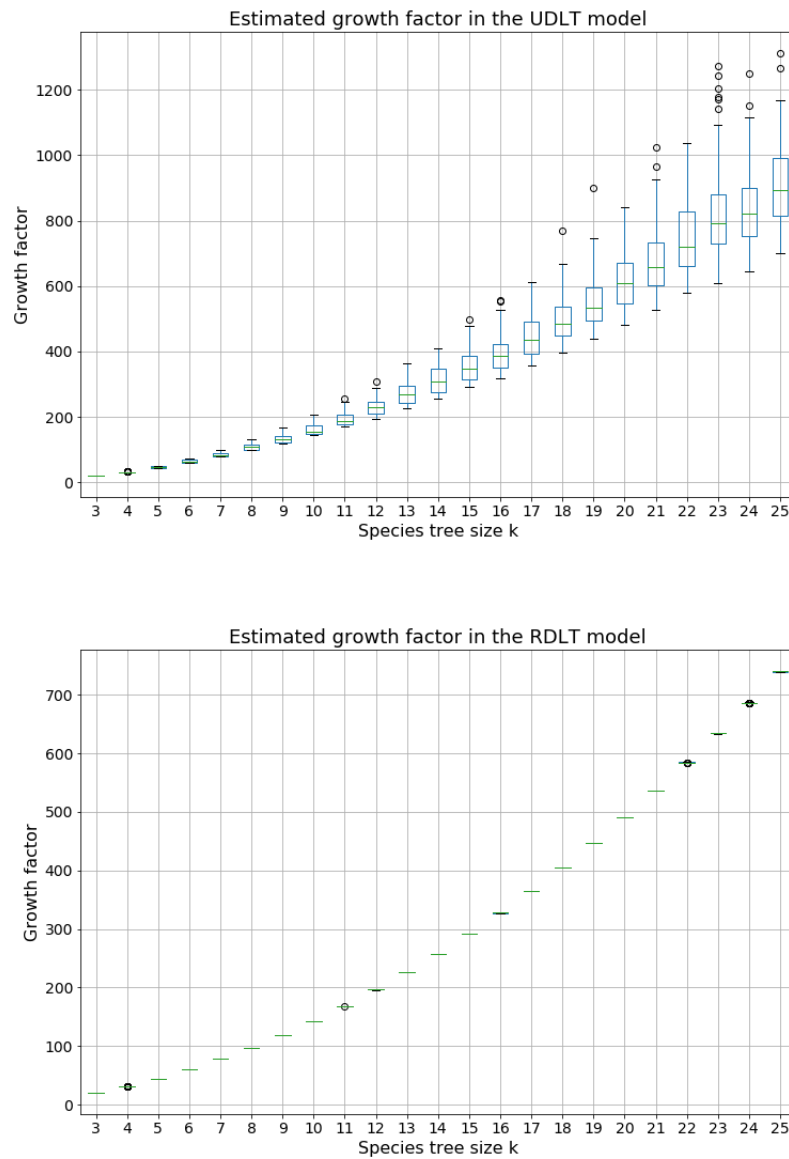 Estimated growth factor in the UDLT model
1200
1000
800
600
400
200
0
Growth factor
3 4 5 6 7 8 9 10 11 12 13 14 15 16 17 18 19 20 21 22 23 24 25
Species tree size k
Estimated growth factor in the RDLT model
700
600
500
400
300
200
100
0
Growth factor
3 4 5 6 7 8 9 10 11 12 13 14 15 16 17 18 19 20 21 22 23 24 25
Species tree size k